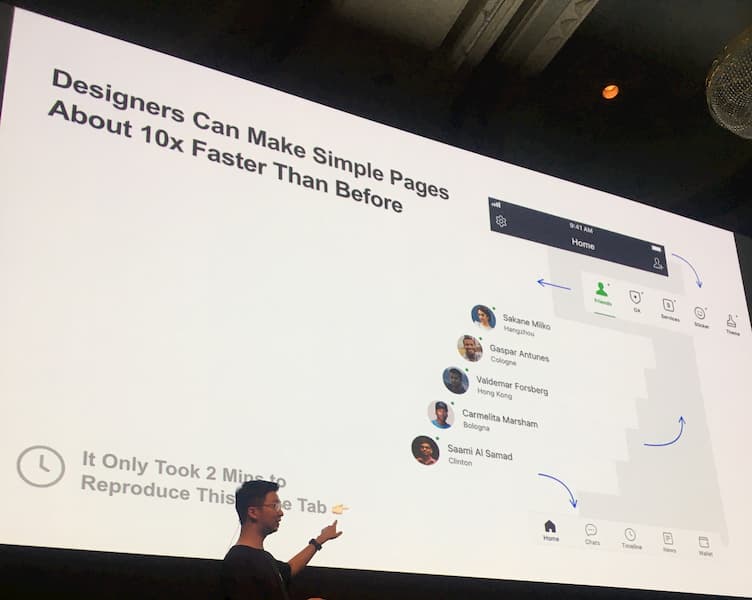 Designers Can Make Simple Pages
About 10x Faster Than Before
9:41 AM
Home
Friends
OA
Services
Sticker
Theme
Sakane Miiko
Hangzhou
Gaspar Antunes
Cologne
Valdemar Forsberg
Hong Kong
Carmelita Marsham
Bologna
Saami Al Samad
Clinton
It Only Took 2 Mins to
Reproduce This Tab
Home
Chats
Timeline
News
Wallet